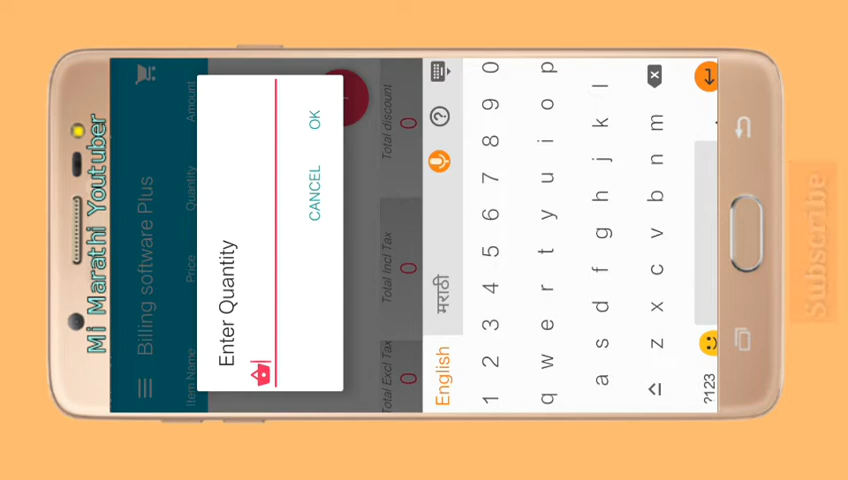 Mi Marathi Youtuber
Billing software Plus
Item Name Price Quantity Amount
Enter Quantity
CANCEL OK
Total Excl Tax Total Incl Tax Total discount
0 0 0
English मराठी
1 2 3 4 5 6 7 8 9 0
q w e r t y u i o p
a s d f g h j k l
z x c v b n m
?123 .
Subscribe